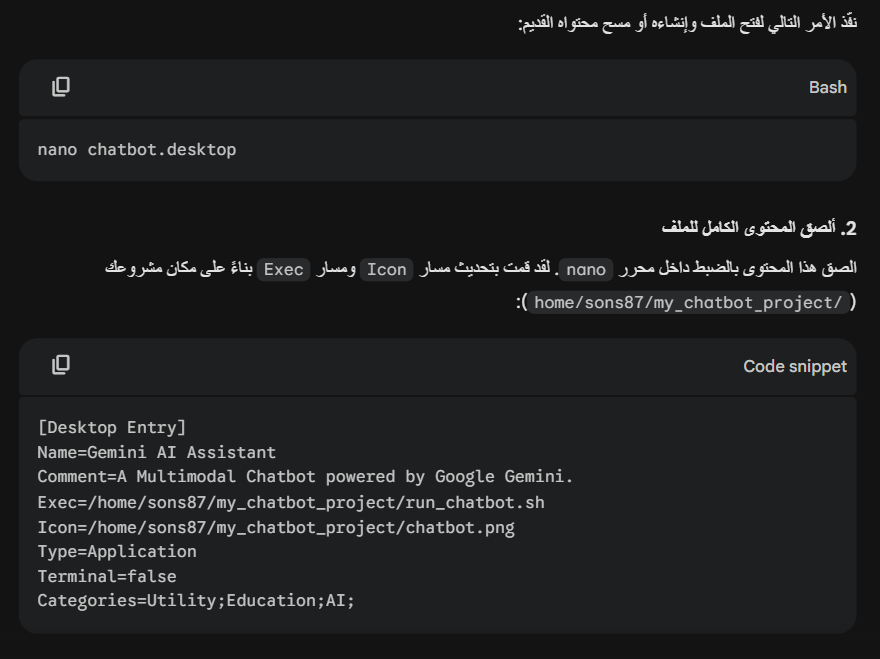 نفّذ الأمر التالي لفتح الملف وإنشاءه أو مسح محتواه القديم:
Bash
nano chatbot.desktop
2. ألصق المحتوى الكامل للملف
الصق هذا المحتوى بالضبط داخل محرر nano. لقد قمت بتحديث مسار Icon ومسار Exec بناءً على مكان مشروعك
(home/sons87/my_chatbot_project/):
Code snippet
[Desktop Entry]
Name=Gemini AI Assistant
Comment=A Multimodal Chatbot powered by Google Gemini.
Exec=/home/sons87/my_chatbot_project/run_chatbot.sh
Icon=/home/sons87/my_chatbot_project/chatbot.png
Type=Application
Terminal=false
Categories=Utility;Education;AI;